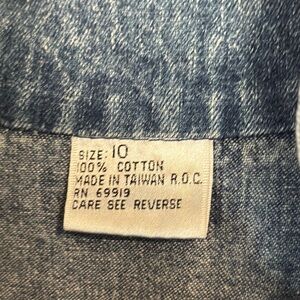 SIZE: 10
100% COTTON
MADE IN TAIWAN R.O.C.
RN 69919
CARE SEE REVERSE